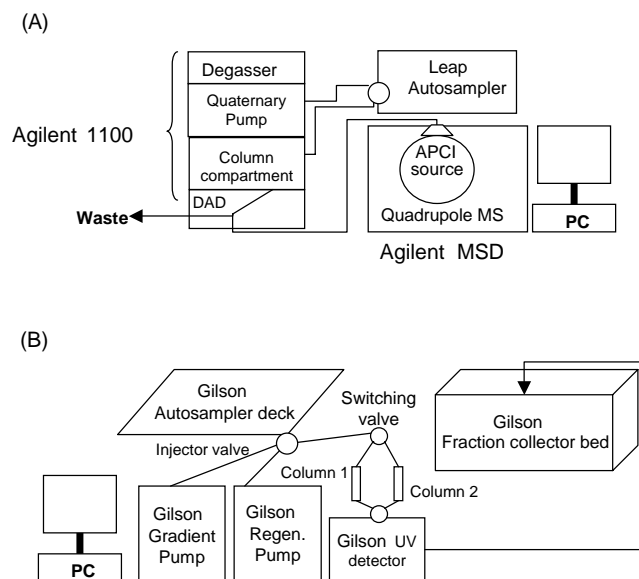 (A)
Degasser
Quaternary
Pump
Leap
Autosampler
Agilent 1100
Column
compartment
APCI
source
DAD
Waste
Quadrupole MS
PC
Agilent MSD
(B)
Gilson
Autosampler deck
Switching
valve
Gilson
Fraction collector bed
Injector valve
Column 1
Column 2
Gilson
Gradient
Pump
Gilson
Regen.
Pump
Gilson UV
detector
PC